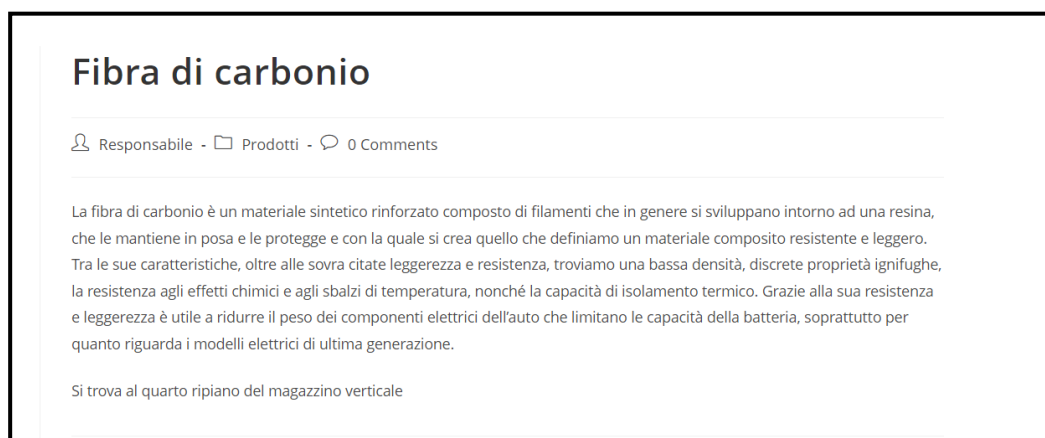 Fibra di carbonio
Responsabile - Prodotti - 0 Comments
La fibra di carbonio è un materiale sintetico rinforzato composto di filamenti che in genere si sviluppano intorno ad una resina,
che le mantiene in posa e le protegge e con la quale si crea quello che definiamo un materiale composito resistente e leggero.
Tra le sue caratteristiche, oltre alle sovra citate leggerezza e resistenza, troviamo una bassa densità, discrete proprietà ignifughe,
la resistenza agli effetti chimici e agli sbalzi di temperatura, nonché la capacità di isolamento termico. Grazie alla sua resistenza
e leggerezza è utile a ridurre il peso dei componenti elettrici dell'auto che limitano le capacità della batteria, soprattutto per
quanto riguarda i modelli elettrici di ultima generazione.
Si trova al quarto ripiano del magazzino verticale